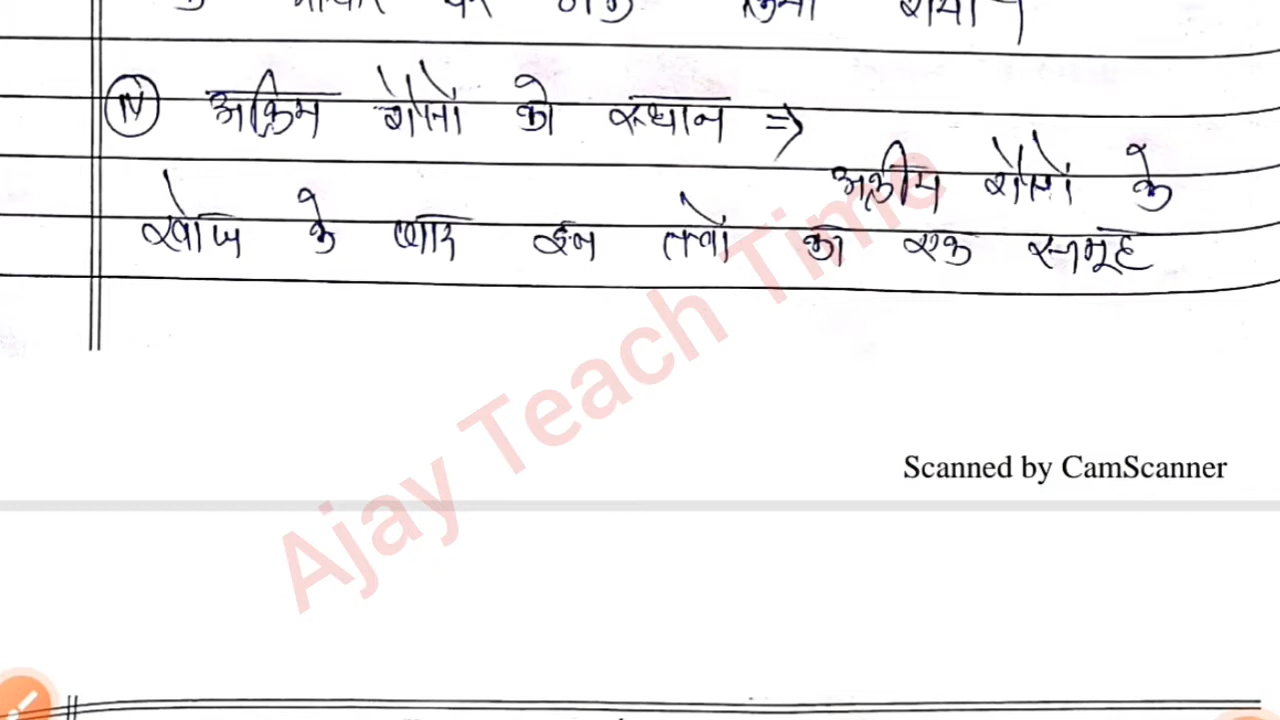 (IV) अक्रिम गैसों को स्थान ⇒
अक्रीम गैसों के
खोज के बाद इन तत्वों का एक समूह
Ajay Teach Time
Scanned by CamScanner